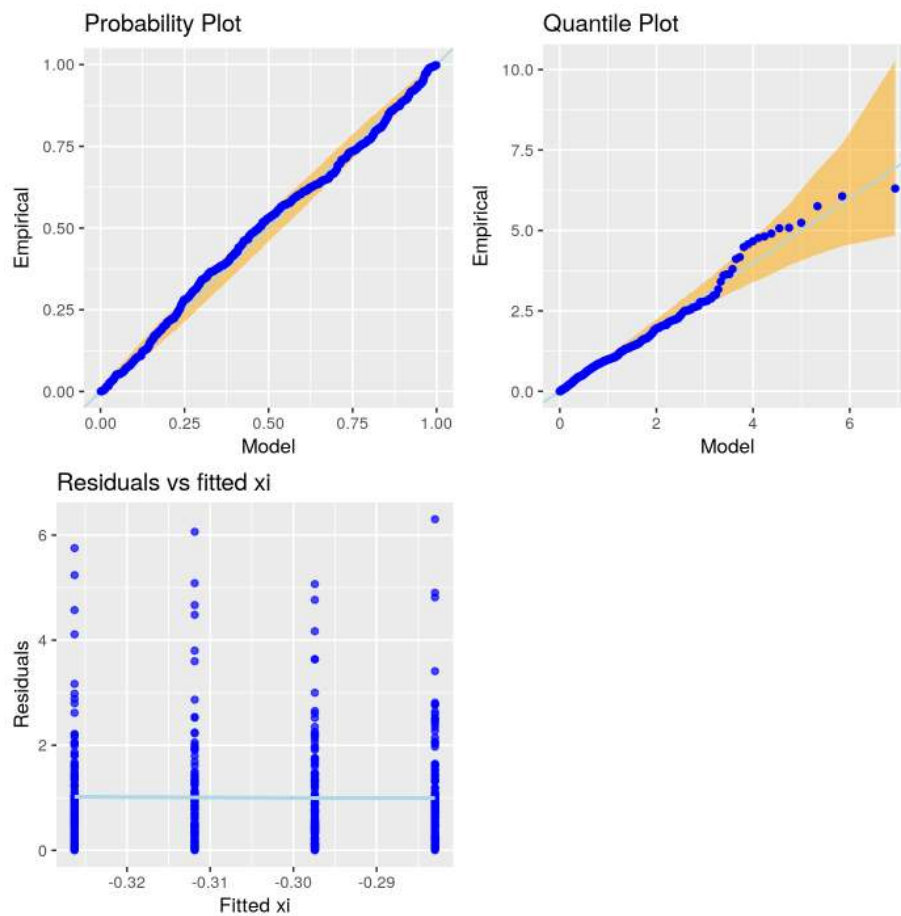 Probability Plot
1.00
0.75
0.50
0.25
0.00
Empirical
0.00 0.25 0.50 0.75 1.00
Model
Quantile Plot
10.0
7.5
5.0
2.5
0.0
Empirical
0 2 4 6
Model
Residuals vs fitted xi
6
4
2
0
Residuals
-0.32 -0.31 -0.30 -0.29
Fitted xi